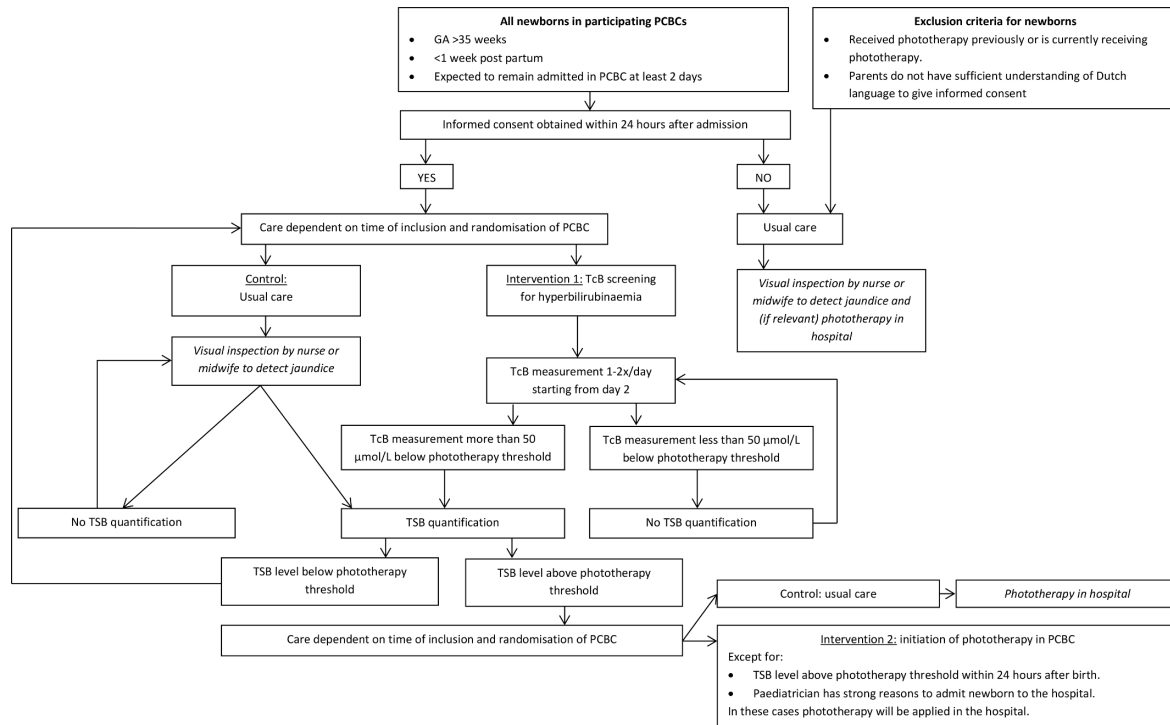 All newborns in participating PCBCs
• GA >35 weeks
• <1 week post partum
• Expected to remain admitted in PCBC at least 2 days
Exclusion criteria for newborns
• Received phototherapy previously or is currently receiving
phototherapy.
• Parents do not have sufficient understanding of Dutch
language to give informed consent
Informed consent obtained within 24 hours after admission
YES
NO
Care dependent on time of inclusion and randomisation of PCBC
Usual care
Control:
Usual care
Intervention 1: TcB screening
for hyperbilirubinaemia
Visual inspection by nurse or
midwife to detect jaundice and
(if relevant) phototherapy in
hospital
Visual inspection by nurse or
midwife to detect jaundice
TcB measurement 1-2x/day
starting from day 2
TcB measurement more than 50
µmol/L below phototherapy threshold
TcB measurement less than 50 µmol/L
below phototherapy threshold
No TSB quantification
TSB quantification
No TSB quantification
TSB level below phototherapy
threshold
TSB level above phototherapy
threshold
Control: usual care
Phototherapy in hospital
Care dependent on time of inclusion and randomisation of PCBC
Intervention 2: initiation of phototherapy in PCBC
Except for:
• TSB level above phototherapy threshold within 24 hours after birth.
• Paediatrician has strong reasons to admit newborn to the hospital.
In these cases phototherapy will be applied in the hospital.